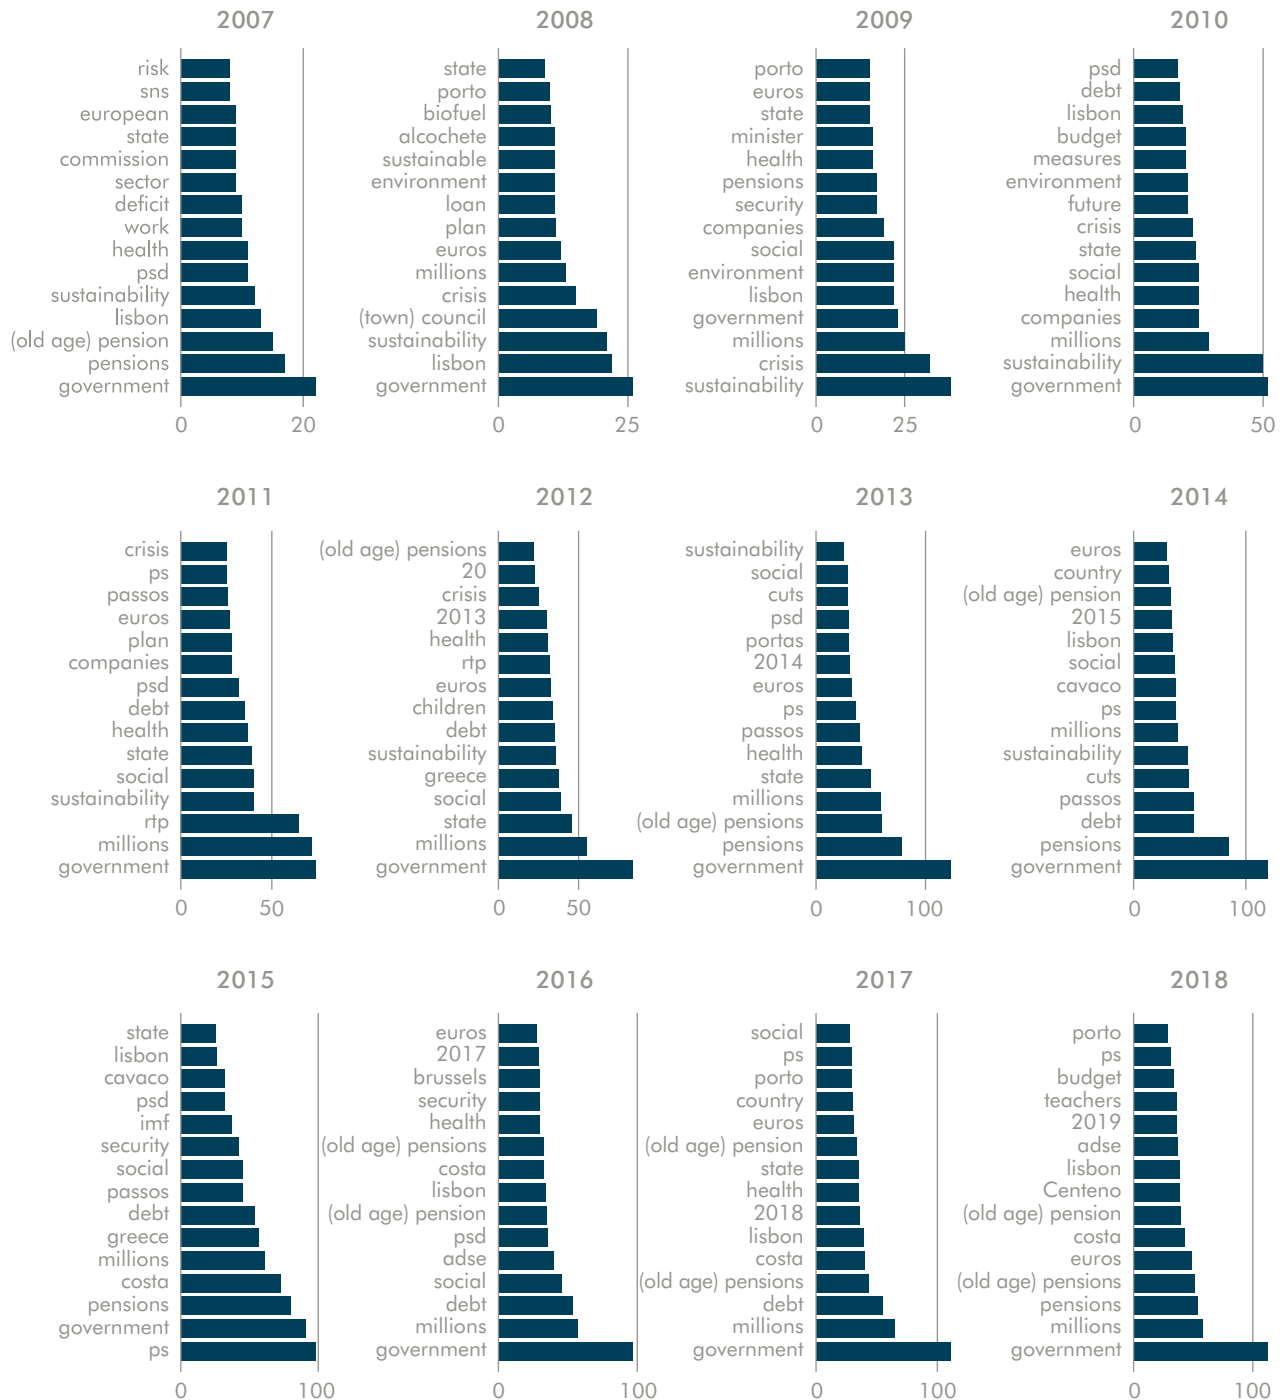 2007
risk
sns
european
state
commission
sector
deficit
work
health
psd
sustainability
lisbon
(old age) pension
pensions
government
0 20
2008
state
porto
biofuel
alcochete
sustainable
environment
loan
plan
euros
millions
crisis
(town) council
sustainability
lisbon
government
0 25
2009
porto
euros
state
minister
health
pensions
security
companies
social
environment
lisbon
government
millions
crisis
sustainability
0 25
2010
psd
debt
lisbon
budget
measures
environment
future
crisis
state
social
health
companies
millions
sustainability
government
0 50
2011
crisis
ps
passos
euros
plan
companies
psd
debt
health
state
social
sustainability
rtp
millions
government
0 50
2012
(old age) pensions
20
crisis
2013
health
rtp
euros
children
debt
sustainability
greece
social
state
millions
government
0 50
2013
sustainability
social
cuts
psd
portas
2014
euros
ps
passos
health
state
millions
(old age) pensions
pensions
government
0 100
2014
euros
country
(old age) pension
2015
lisbon
social
cavaco
ps
millions
sustainability
cuts
passos
debt
pensions
government
0 100
2015
state
lisbon
cavaco
psd
imf
security
social
passos
debt
greece
millions
costa
pensions
government
ps
0 100
2016
euros
2017
brussels
security
health
(old age) pensions
costa
lisbon
(old age) pension
psd
adse
social
debt
millions
government
0 100
2017
social
ps
porto
country
euros
(old age) pension
state
health
2018
lisbon
costa
(old age) pensions
debt
millions
government
0 100
2018
porto
ps
budget
teachers
2019
adse
lisbon
Centeno
(old age) pension
costa
euros
(old age) pensions
pensions
millions
government
0 100